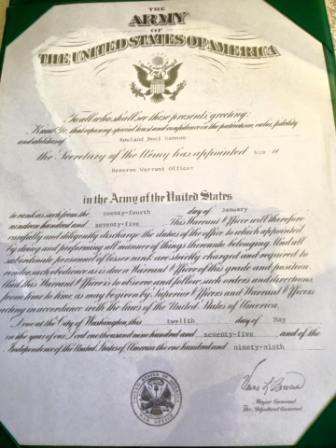 THE
ARMY
OF
THE UNITED STATES OF AMERICA
To all who shall see these presents, greeting:
Know Ye, that reposing special trust and confidence in the patriotism, valor, fidelity
and abilities of
the Secretary of the Army has appointed him a
Reserve Warrant Officer
in the Army of the United States
to rank as such from the twenty-fourth day of January
nineteen hundred and seventy-five This Warrant Officer will therefore
carefully and diligently discharge the duties of the office to which appointed
by doing and performing all manner of things thereunto belonging. And all
subordinate personnel of lesser rank are strictly charged and required to
render such obedience as is due a Warrant Officer of this grade and position
And this Warrant Officer is to observe and follow such orders and directions
from time to time as may be given by Superior Officers and Warrant Officers
acting in accordance with the laws of the United States of America.
Done at the City of Washington, this twelfth day of May
in the year of our Lord one thousand nine hundred and seventy-five and of the
Independence of the United States of America the one hundred and ninety-ninth
Major General
The Adjutant General